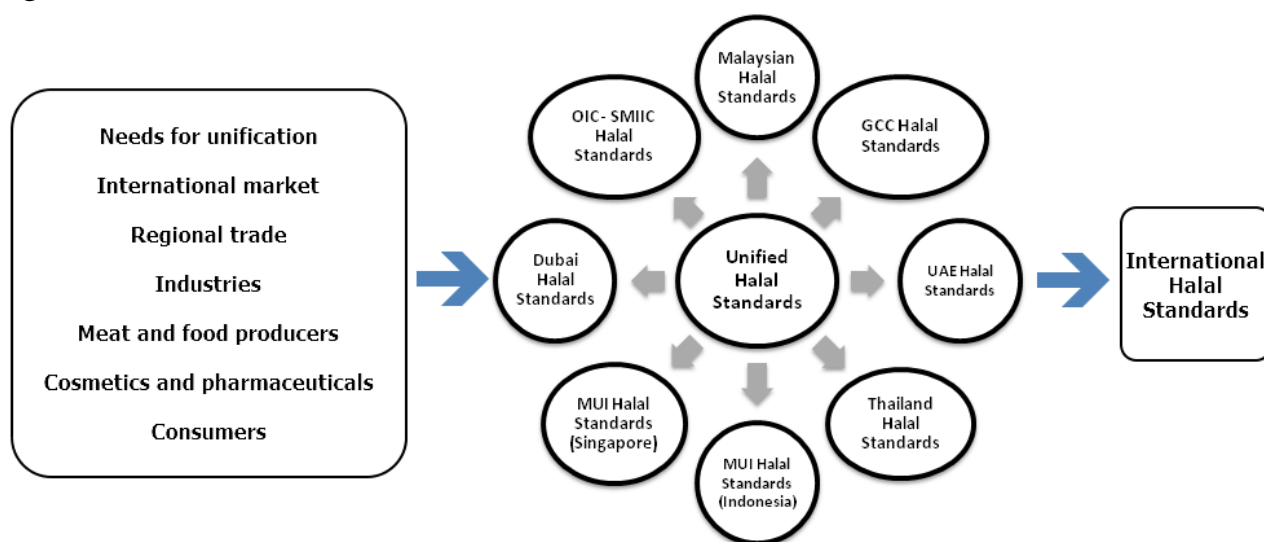 Needs for unification
International market
Regional trade
Industries
Meat and food producers
Cosmetics and pharmaceuticals
Consumers
Malaysian
Halal
Standards
OIC- SMIIC
Halal
Standards
GCC Halal
Standards
Dubai
Halal
Standards
Unified
Halal
Standards
UAE Halal
Standards
MUI Halal
Standards
(Singapore)
MUI Halal
Standards
(Indonesia)
Thailand
Halal
Standards
International
Halal
Standards